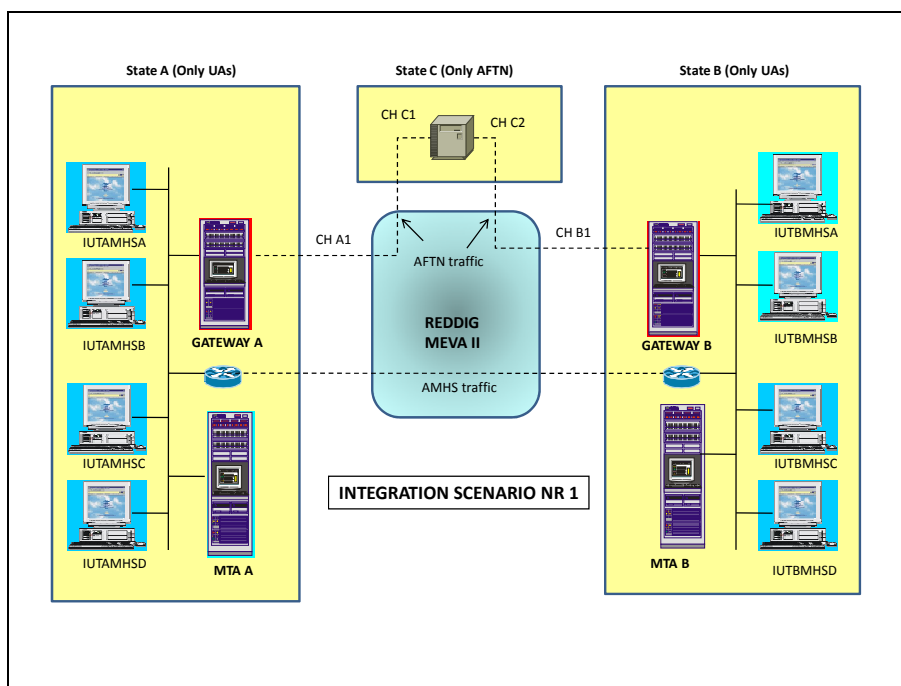 State A (Only UAs)
State C (Only AFTN)
State B (Only UAs)
CH C1
CH C2
IUTAMHSA
IUTBMHSA
CH A1
CH B1
AFTN traffic
REDDIG
MEVA II
IUTAMHSB
GATEWAY A
GATEWAY B
IUTBMHSB
AMHS traffic
IUTAMHSC
IUTBMHSC
INTEGRATION SCENARIO NR 1
IUTAMHSD
MTA A
MTA B
IUTBMHSD